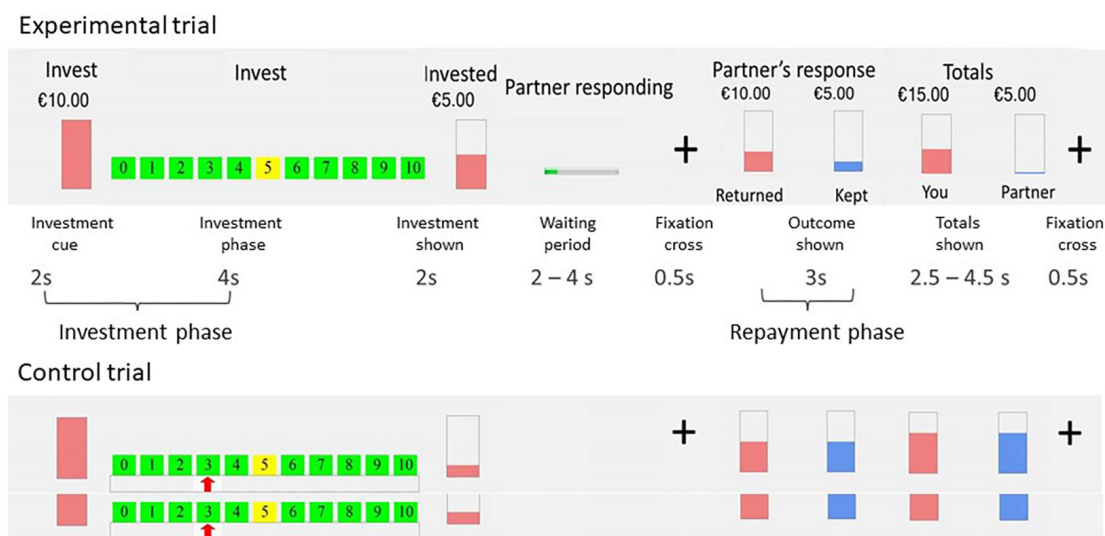 Experimental trial
Invest Invest Invested Partner responding Partner's response Totals
€10.00 €5.00 €10.00 €5.00 €15.00 €5.00
0 1 2 3 4 5 6 7 8 9 10
+ +
Returned Kept You Partner
Investment cue Investment phase Investment shown Waiting period Fixation cross Outcome shown Totals shown Fixation cross
2s 4s 2s 2 – 4 s 0.5s 3s 2.5 – 4.5 s 0.5s
Investment phase Repayment phase
Control trial
+ +
0 1 2 3 4 5 6 7 8 9 10
0 1 2 3 4 5 6 7 8 9 10